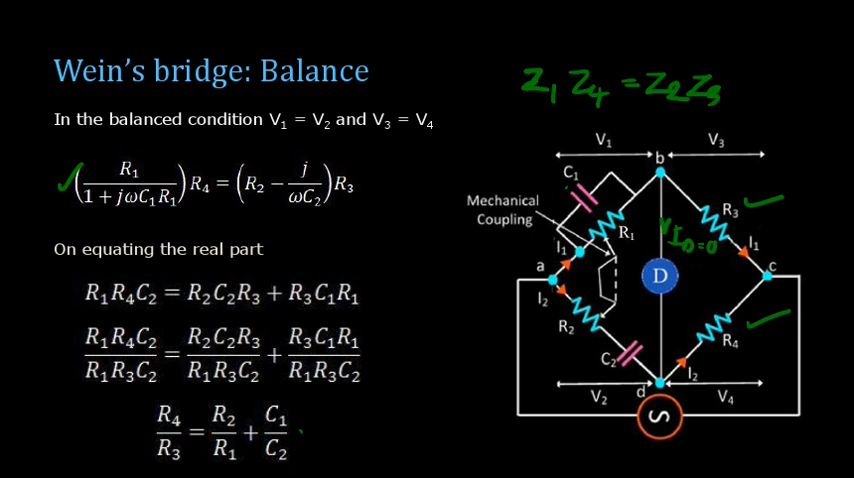 Wein's bridge: Balance
Z₁ Z₄ = Z₂ Z₃
In the balanced condition V₁ = V₂ and V₃ = V₄
(R₁ / (1 + jωC₁R₁)) R₄ = (R₂ − j/(ωC₂)) R₃
On equating the real part
R₁R₄C₂ = R₂C₂R₃ + R₃C₁R₁
R₁R₄C₂ / R₁R₃C₂ = R₂C₂R₃ / R₁R₃C₂ + R₃C₁R₁ / R₁R₃C₂
R₄ / R₃ = R₂ / R₁ + C₁ / C₂
V₁ V₃
b
C₁
Mechanical
Coupling
R₁
R₃
I_D=0
I₁ I₁
a D c
I₂
R₂
R₄
C₂
I₂
V₂ d V₄
S